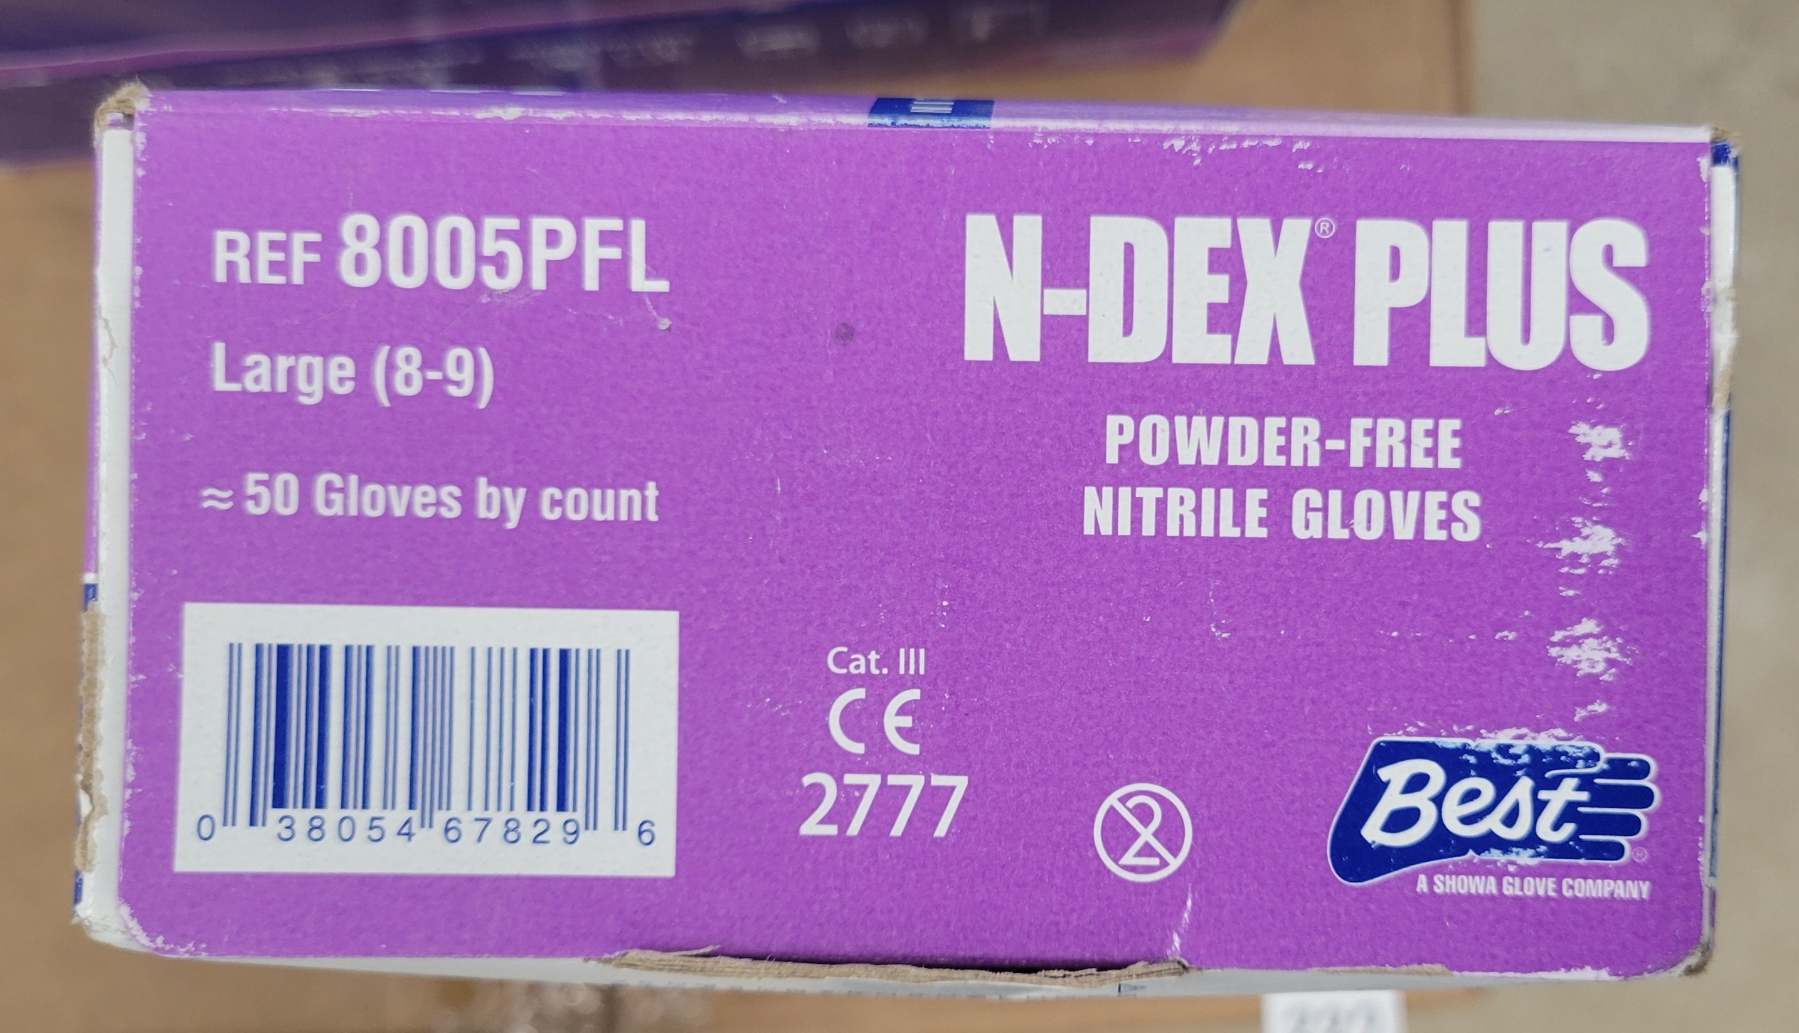 REF 8005PFL
Large (8-9)
≈ 50 Gloves by count
0 38054 67829 6
N-DEX® PLUS
POWDER-FREE
NITRILE GLOVES
Cat. III
CE
2777
2
Best®
A SHOWA GLOVE COMPANY